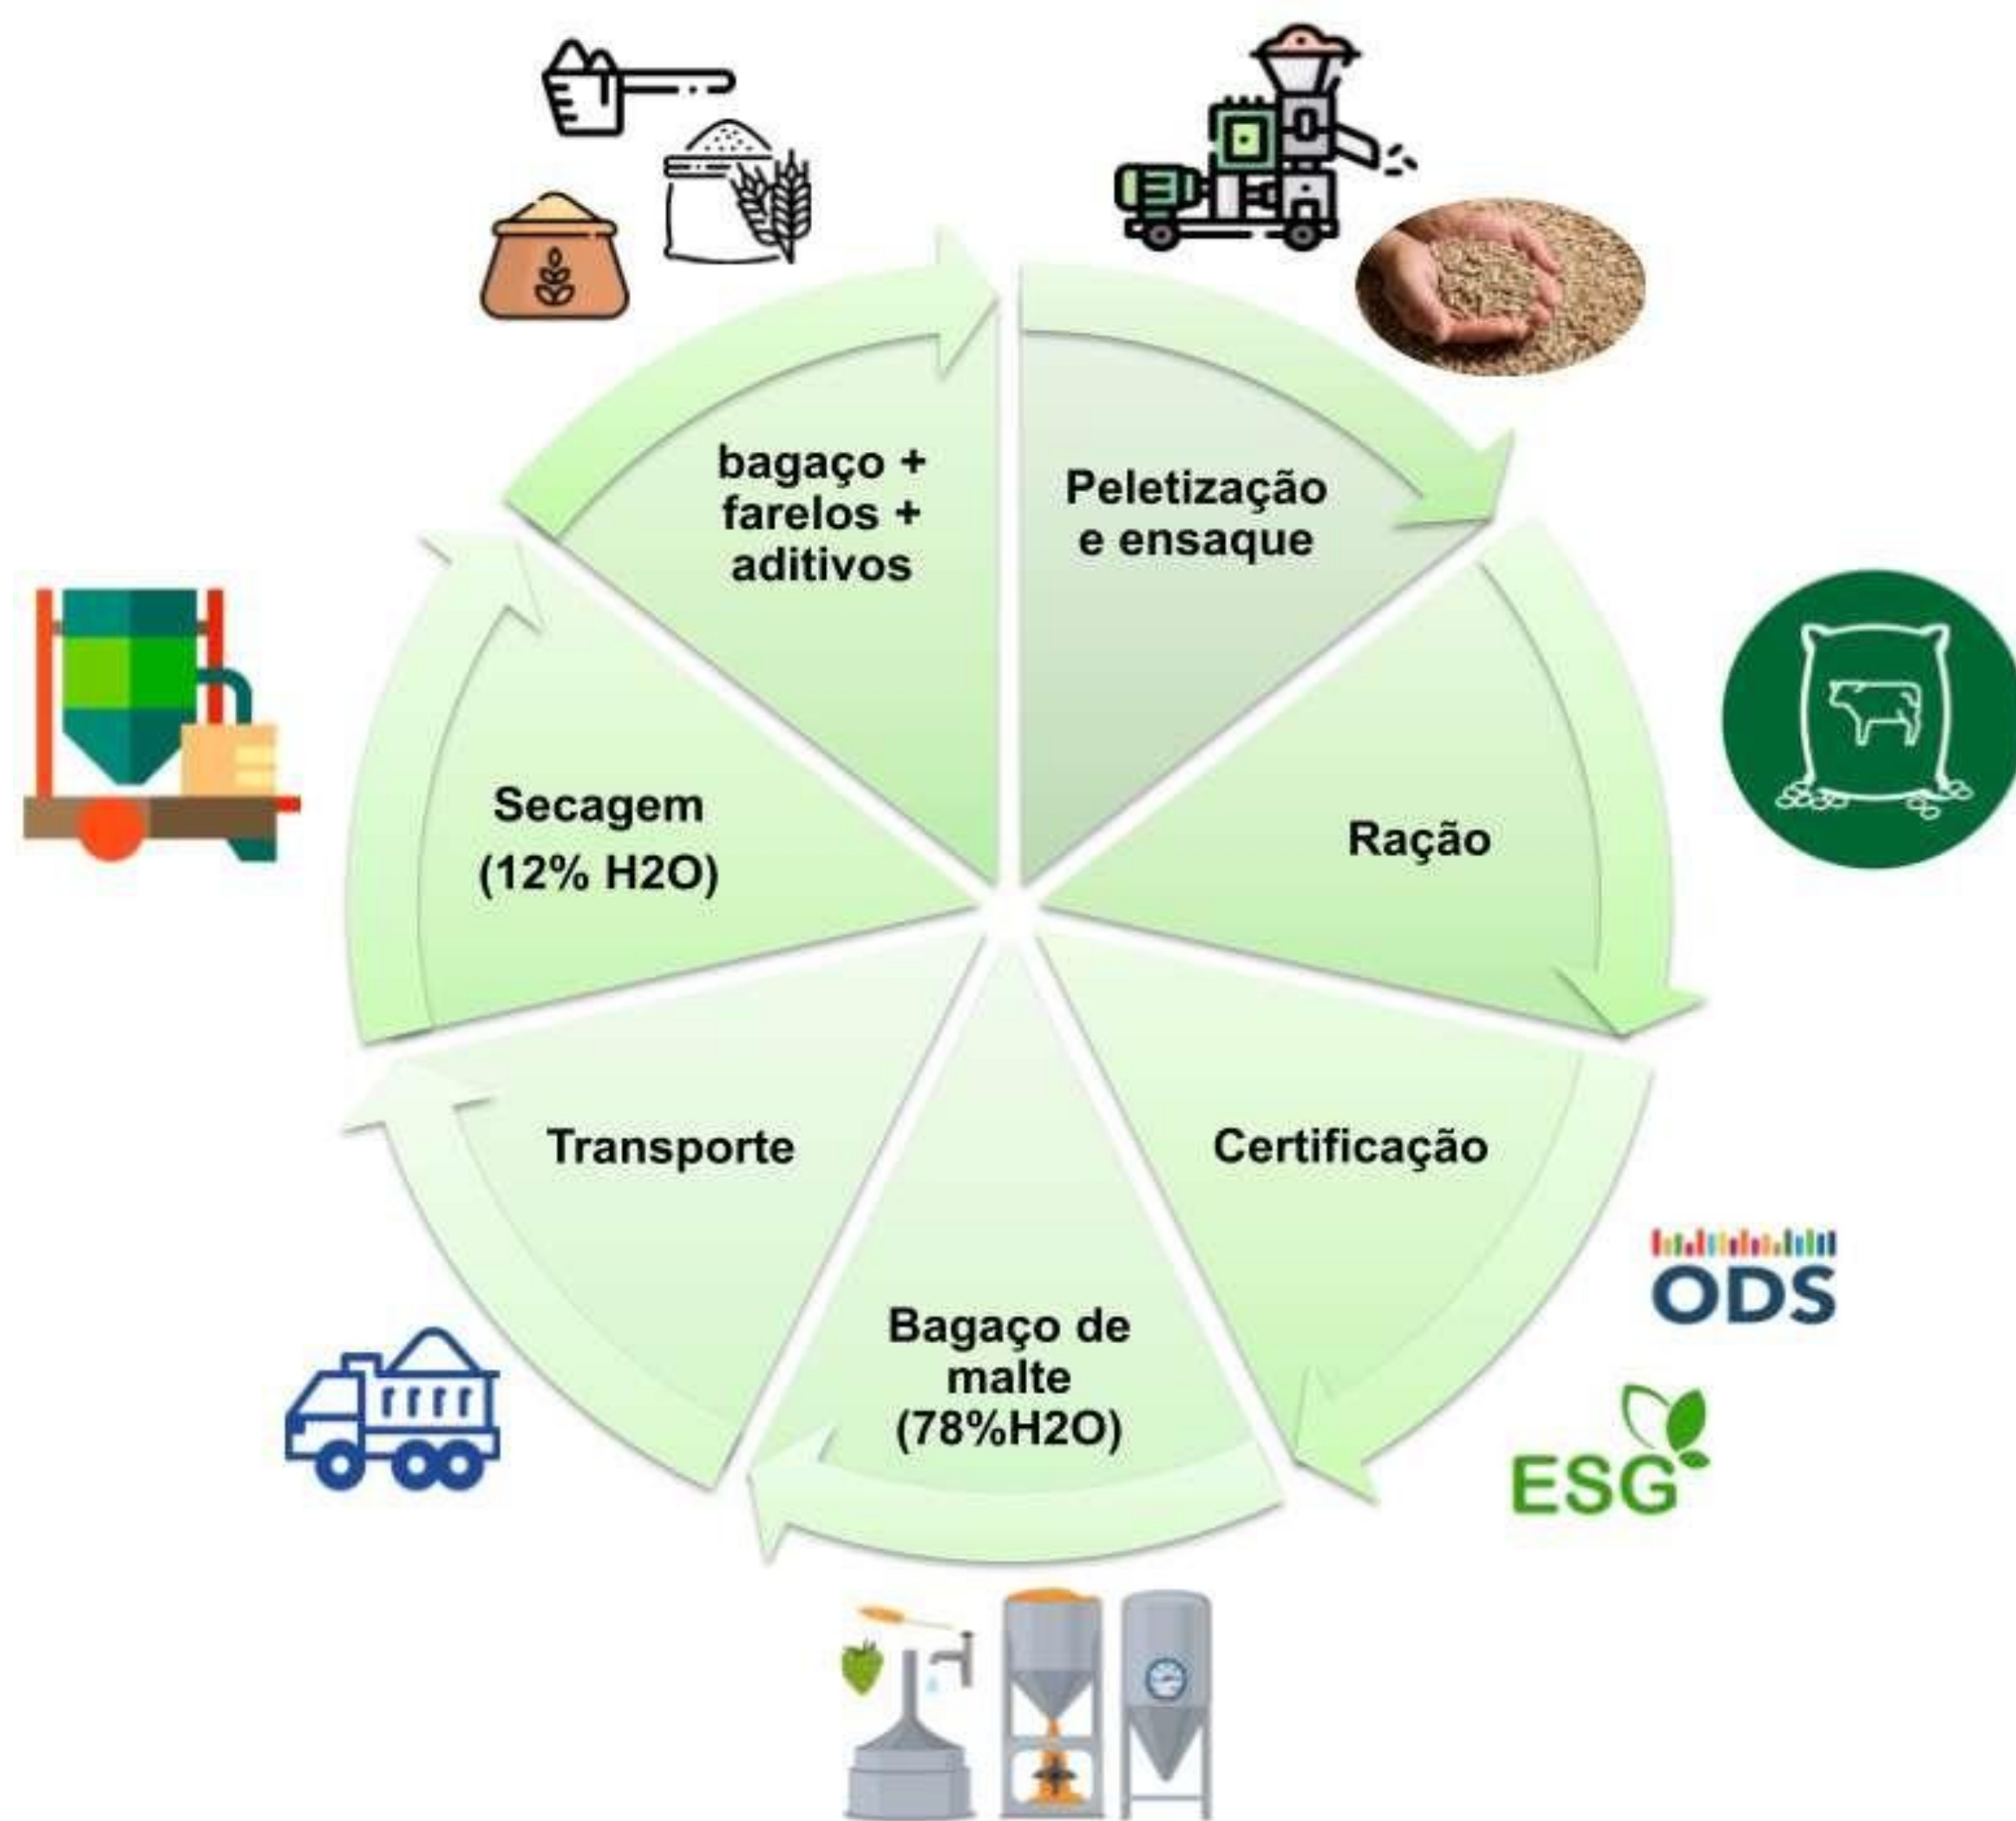 bagaço +
farelos +
aditivos
Peletização
e ensaque
Ração
Certificação
ODS
ESG
Bagaço de
malte
(78%H2O)
Transporte
Secagem
(12% H2O)